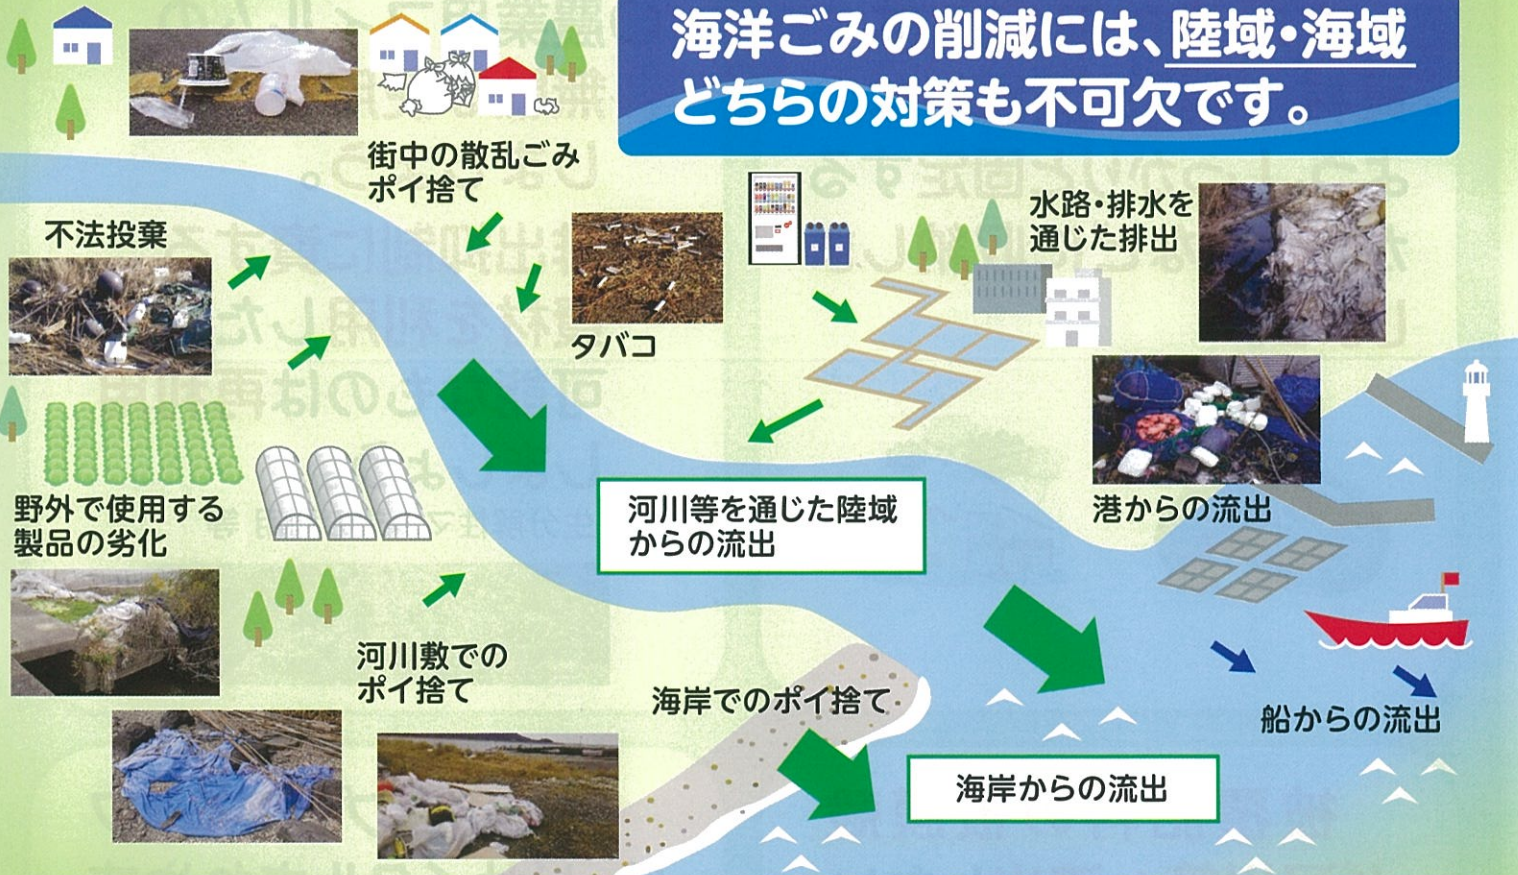 海洋ごみの削減には、陸域・海域
どちらの対策も不可欠です。
街中の散乱ごみ
ポイ捨て
不法投棄
タバコ
水路・排水を
通じた排出
野外で使用する
製品の劣化
河川等を通じた陸域
からの流出
港からの流出
河川敷での
ポイ捨て
海岸でのポイ捨て
船からの流出
海岸からの流出